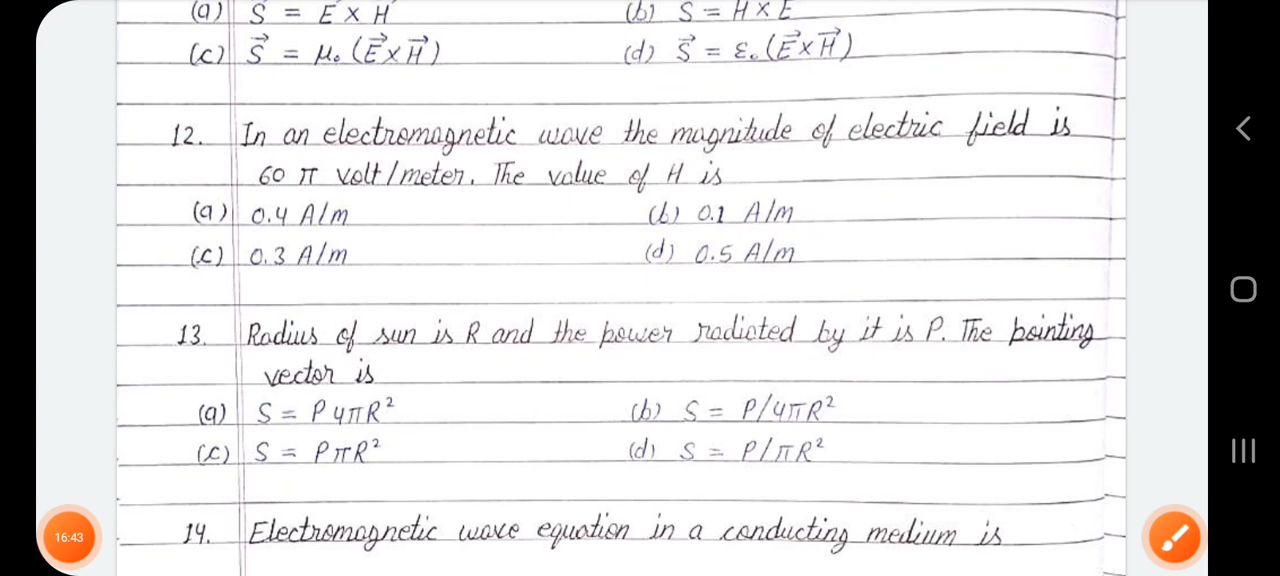 (a) S = E × H (b) S = H × E
(c) S⃗ = μ₀ (E⃗×H⃗) (d) S⃗ = ε₀ (E⃗×H⃗)
12. In an electromagnetic wave the magnitude of electric field is
60 π volt/meter. The value of H is
(a) 0.4 A/m (b) 0.1 A/m
(c) 0.3 A/m (d) 0.5 A/m
13. Radius of sun is R and the power radiated by it is P. The pointing
vector is
(a) S = P4πR² (b) S = P/4πR²
(c) S = PπR² (d) S = P/πR²
14. Electromagnetic wave equation in a conducting medium is
16:43